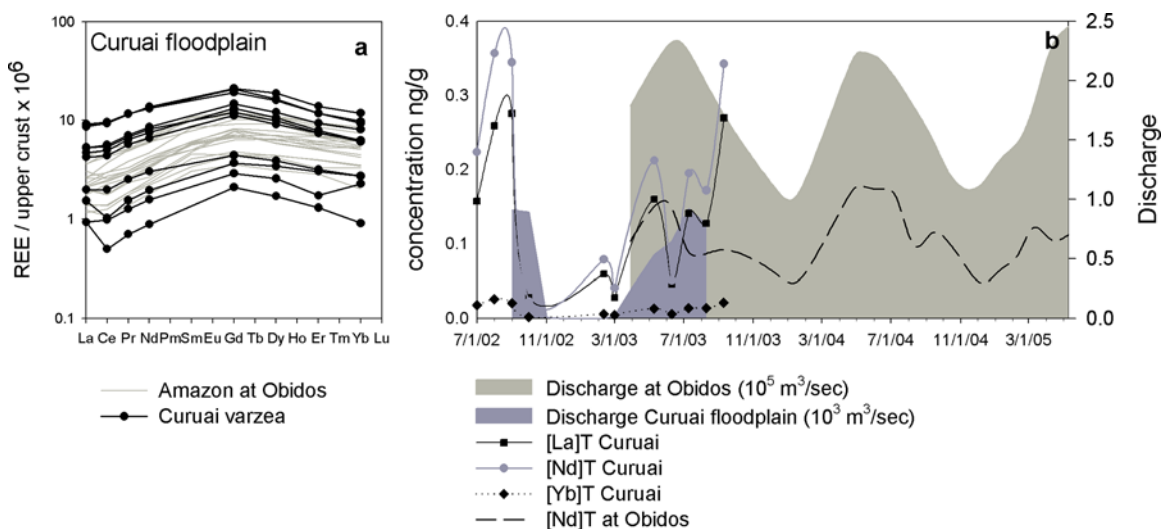 Curuai floodplain
a
100
10
1
0.1
REE / upper crust x 10⁶
La Ce Pr Nd Pm Sm Eu Gd Tb Dy Ho Er Tm Yb Lu
Amazon at Obidos
Curuai varzea
b
0.4
0.3
0.2
0.1
0.0
concentration ng/g
2.5
2.0
1.5
1.0
0.5
0.0
Discharge
7/1/02 11/1/02 3/1/03 7/1/03 11/1/03 3/1/04 7/1/04 11/1/04 3/1/05
Discharge at Obidos (10⁵ m³/sec)
Discharge Curuai floodplain (10³ m³/sec)
[La]T Curuai
[Nd]T Curuai
[Yb]T Curuai
[Nd]T at Obidos